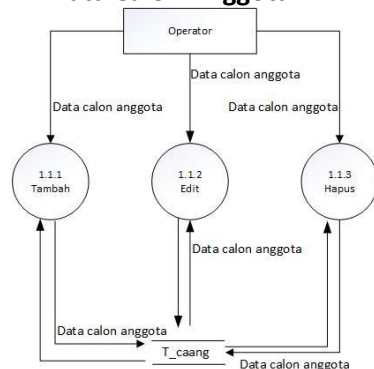 Operator
Data calon anggota
Data calon anggota
Data calon anggota
1.1.1
Tambah
1.1.2
Edit
1.1.3
Hapus
Data calon anggota
Data calon anggota
T_caang
Data calon anggota